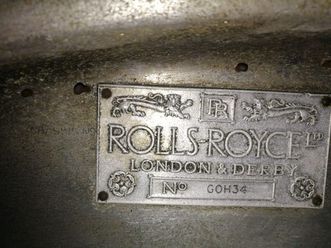 RR
ROLLS-ROYCE LTD
LONDON & DERBY
No GOH34